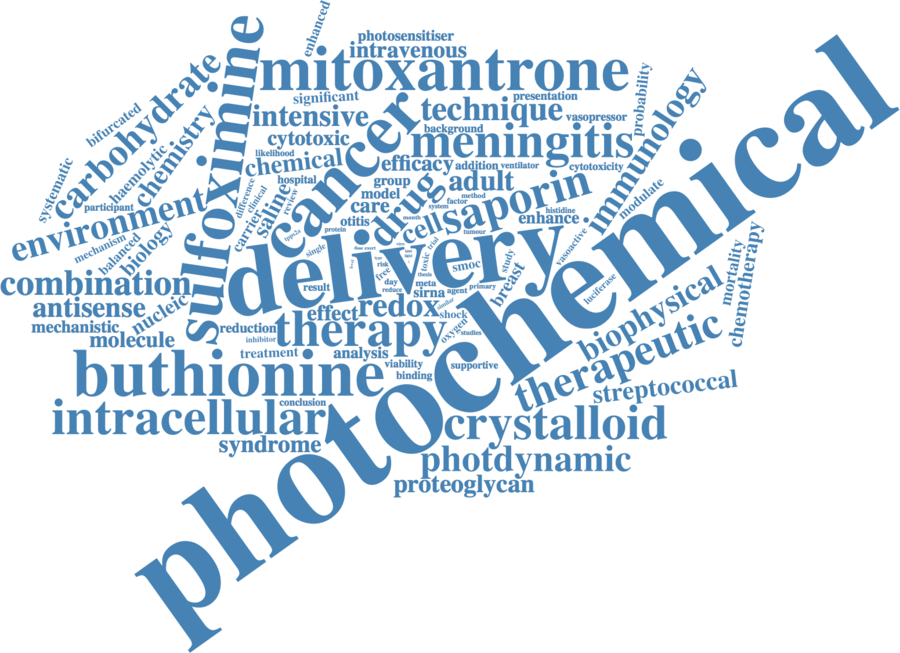 enhanced
photosensitiser
intravenous
mitoxantrone
significant
presentation
probability
carbohydrate
bifurcated
sulfoximine
intensive
cancer
technique
vasopressor
immunology
background
cytotoxic
meningitis
haemolytic
chemistry
likelihood
chemical
efficacy
addition
ventilator
cytotoxicity
systematic
hospital
group
drug
adult
saporin
modulate
participant
difference
clinical
review
model
method
factor
environment
carrier
saline
care
month
system
histidine
otitis
cell
enhance
mechanism
balanced
biology
protein
tumour
photochemical
delivery
single
trial
toxic
vasoactive
mortality
chemotherapy
combination
result
risk
free
day
meta
smoc
study
breast
luciferase
thesis
sirna
agent
primary
reduce
biophysical
antisense
nucleic
effect
redox
similar
shock
mechanistic
reduction
therapy
oxygen
studies
therapeutic
molecule
inhibitor
treatment
analysis
viability
binding
supportive
buthionine
streptococcal
conclusion
intracellular
crystalloid
syndrome
photdynamic
proteoglycan